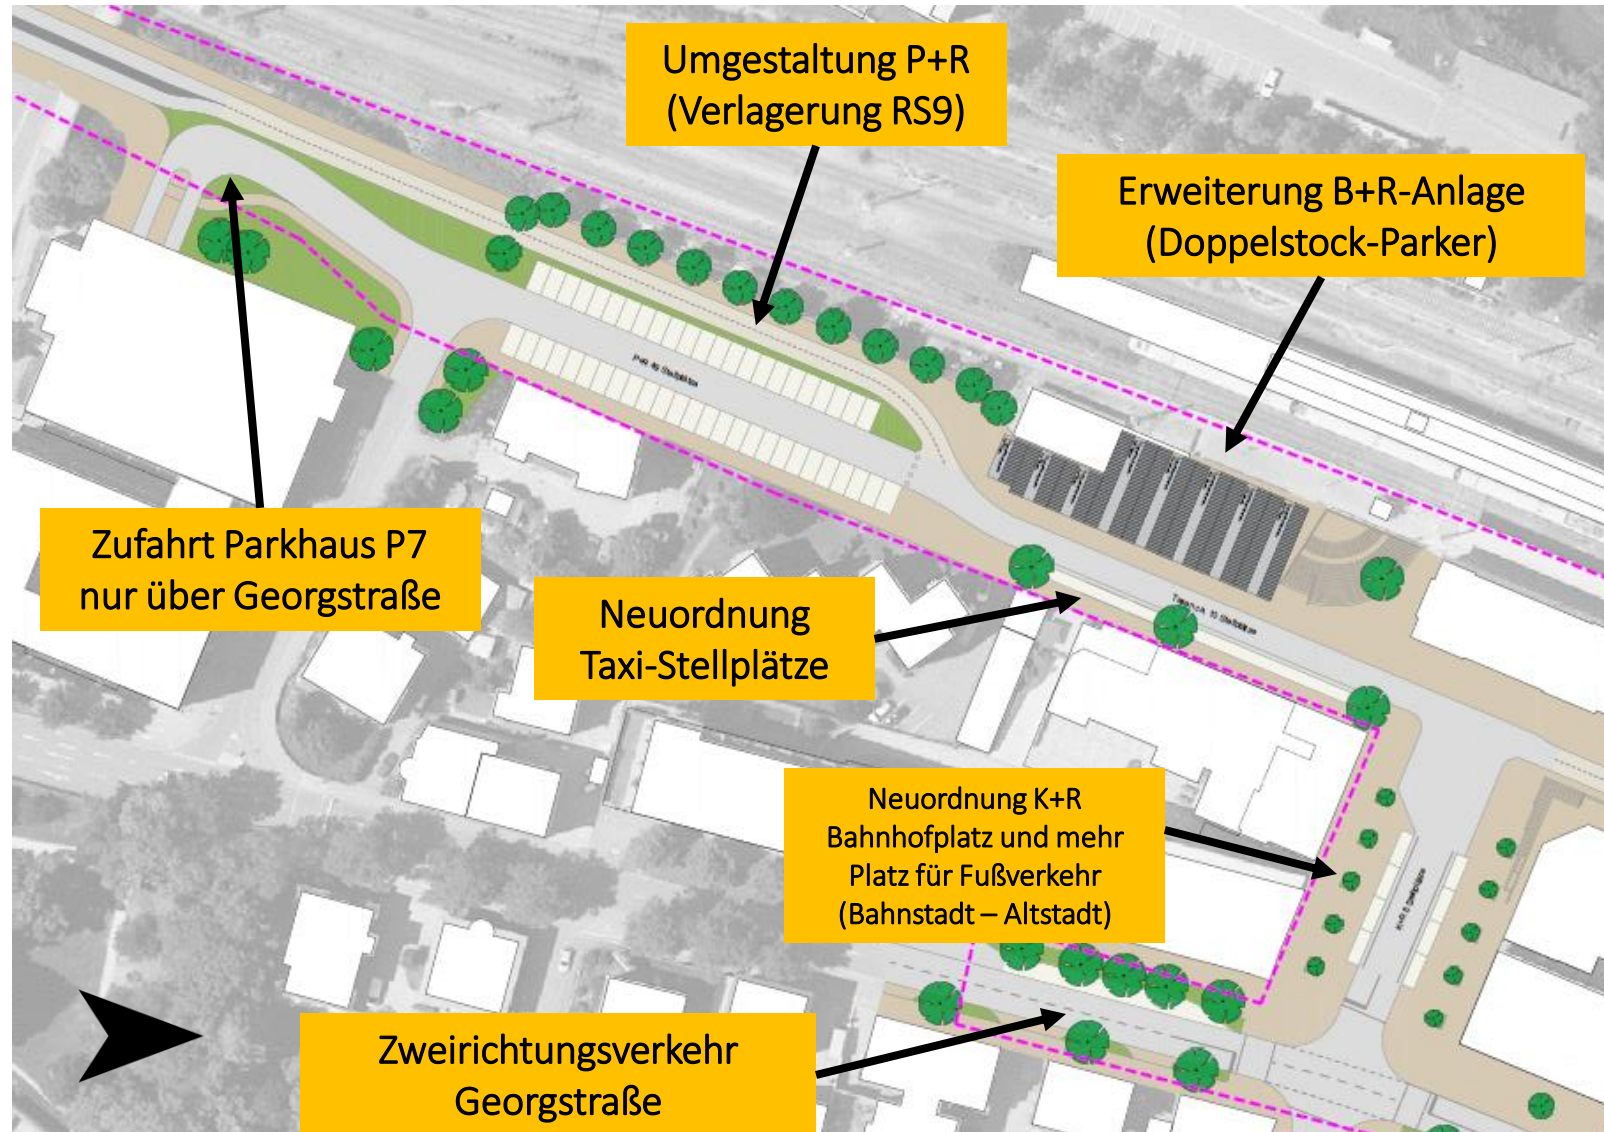 Umgestaltung P+R
(Verlagerung RS9)
Erweiterung B+R-Anlage
(Doppelstock-Parker)
Zufahrt Parkhaus P7
nur über Georgstraße
Neuordnung
Taxi-Stellplätze
Neuordnung K+R
Bahnhofplatz und mehr
Platz für Fußverkehr
(Bahnstadt – Altstadt)
Zweirichtungsverkehr
Georgstraße